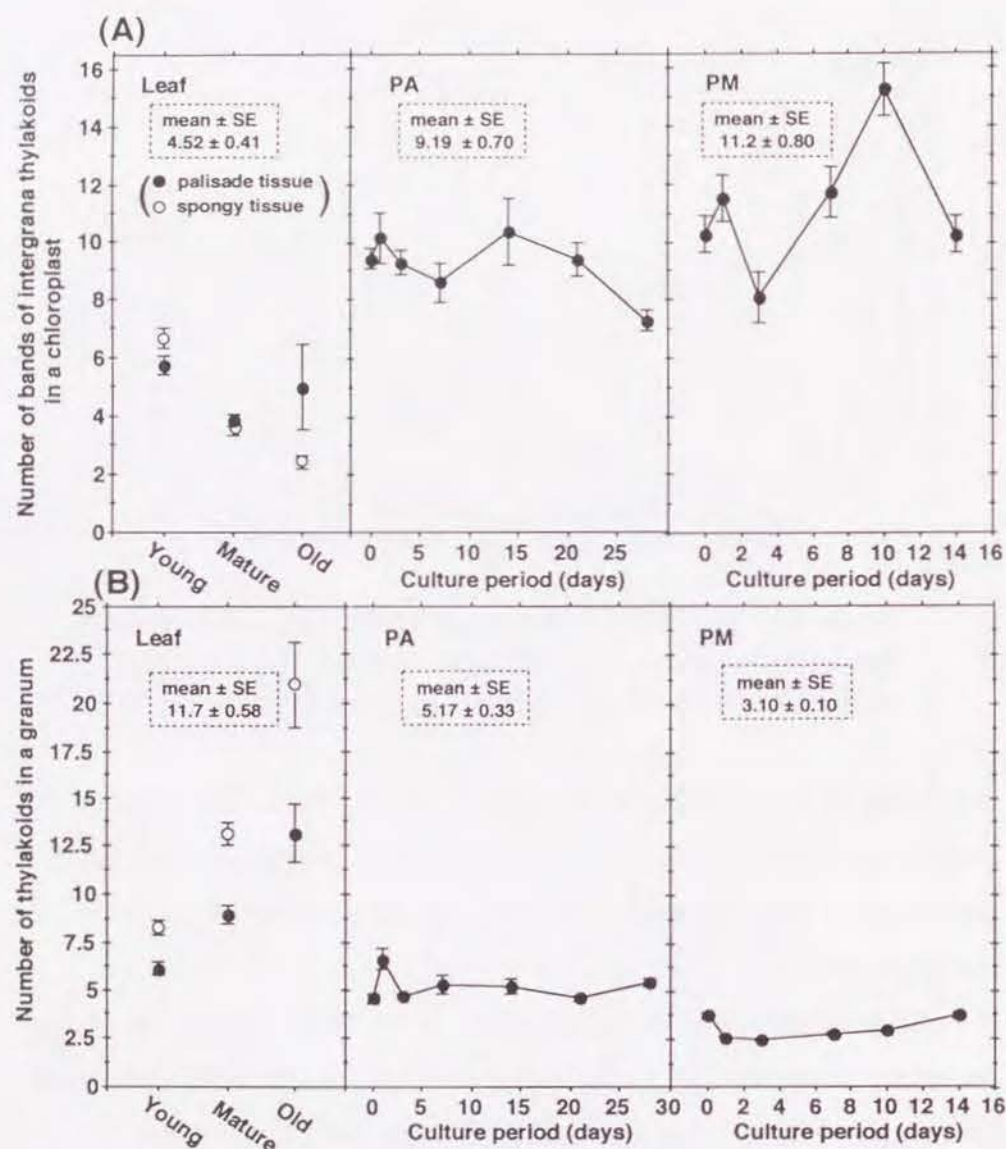 (A)
Number of bands of intergrana thylakoids
in a chloroplast
16
14
12
10
8
6
4
2
0
Leaf
mean ± SE
4.52 ± 0.41
palisade tissue
spongy tissue
Young
Mature
Old
PA
mean ± SE
9.19 ± 0.70
0 5 10 15 20 25
Culture period (days)
PM
mean ± SE
11.2 ± 0.80
0 2 4 6 8 10 12 14 16
Culture period (days)
(B)
Number of thylakoids in a granum
25
22.5
20
17.5
15
12.5
10
7.5
5
2.5
0
Leaf
mean ± SE
11.7 ± 0.58
Young
Mature
Old
PA
mean ± SE
5.17 ± 0.33
0 5 10 15 20 25 30
Culture period (days)
PM
mean ± SE
3.10 ± 0.10
0 2 4 6 8 10 12 14 16
Culture period (days)